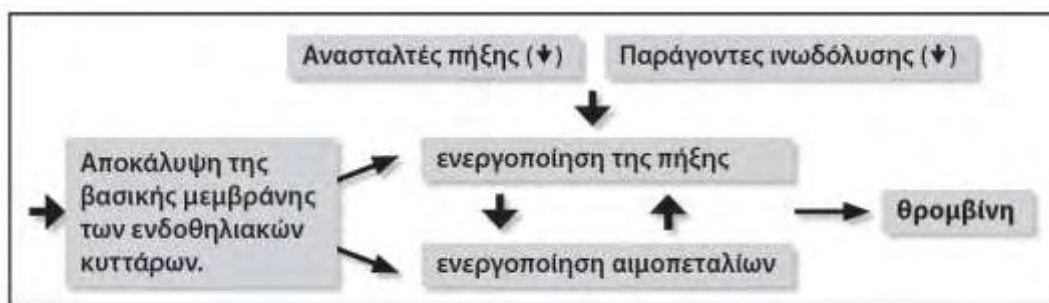 Ανασταλτές πήξης (↓)
Παράγοντες ινωδόλυσης (↓)
Αποκάλυψη της
βασικής μεμβράνης
των ενδοθηλιακών
κυττάρων.
ενεργοποίηση της πήξης
ενεργοποίηση αιμοπεταλίων
θρομβίνη